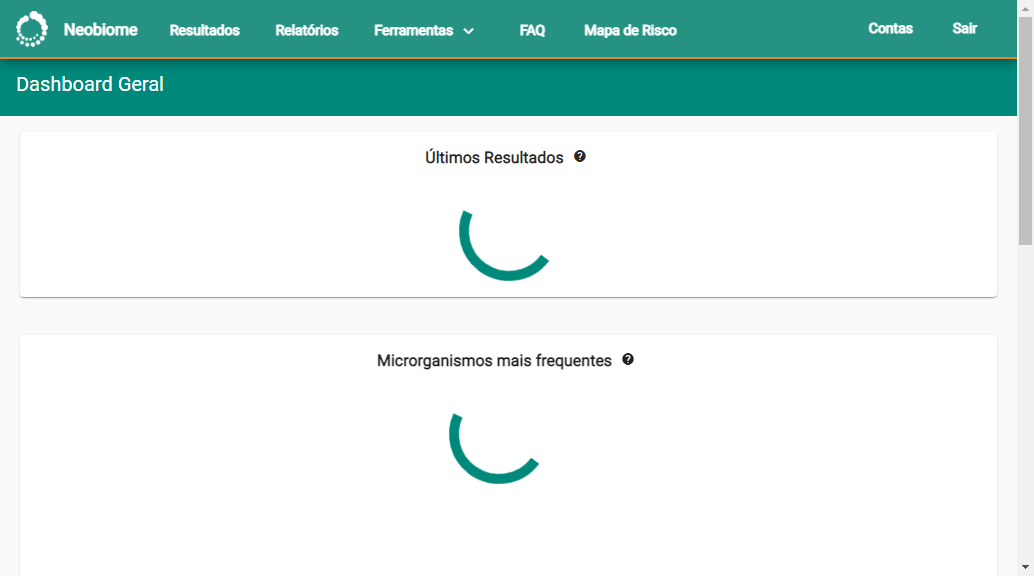 Neobiome Resultados Relatórios Ferramentas FAQ Mapa de Risco Contas Sair
Dashboard Geral
Últimos Resultados ?
Microrganismos mais frequentes ?